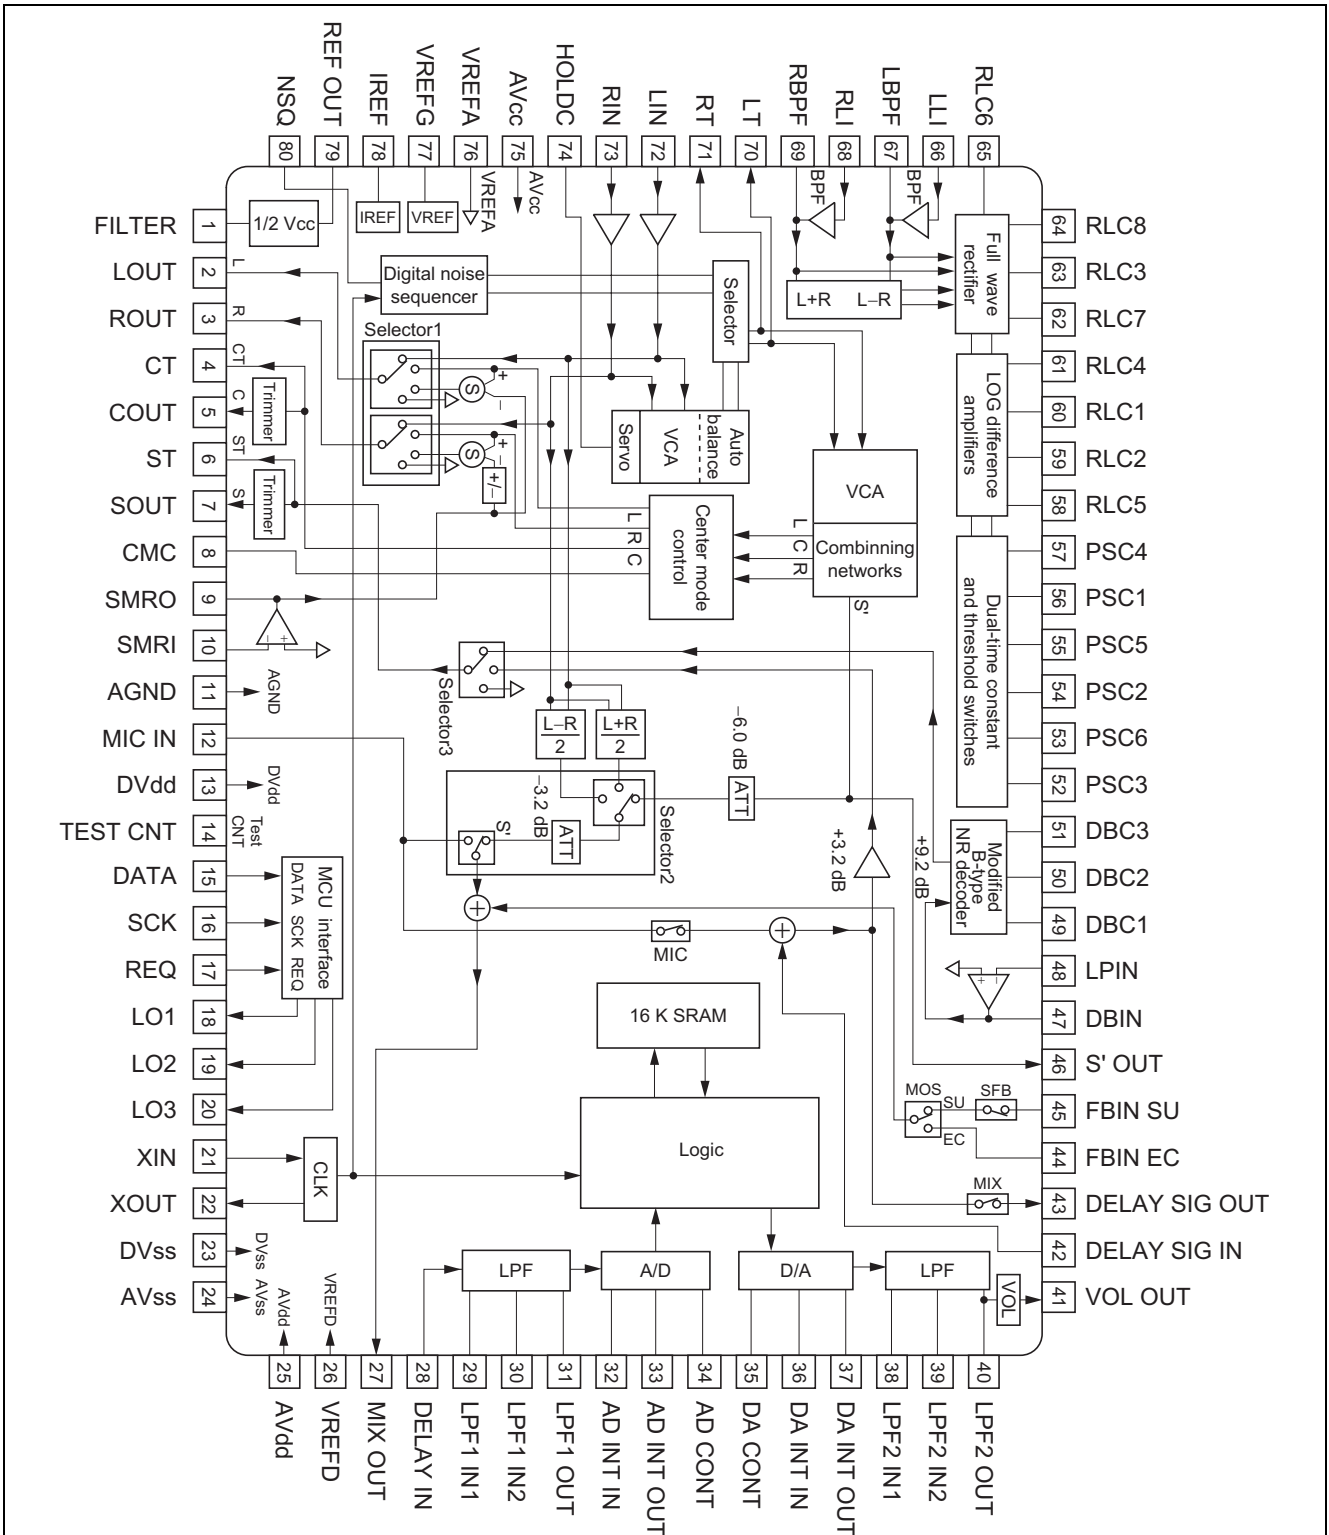 NSQ
REF OUT
IREF
VREFG
VREFA
AVcc
HOLDC
RIN
LIN
RT
LT
RBPF
RLI
LBPF
LLI
RLC6
80
79
78
77
76
75
74
73
72
71
70
69
68
67
66
65
FILTER 1
LOUT 2
ROUT 3
CT 4
COUT 5
ST 6
SOUT 7
CMC 8
SMRO 9
SMRI 10
AGND 11
MIC IN 12
DVdd 13
TEST CNT 14
DATA 15
SCK 16
REQ 17
LO1 18
LO2 19
LO3 20
XIN 21
XOUT 22
DVss 23
AVss 24
64 RLC8
63 RLC3
62 RLC7
61 RLC4
60 RLC1
59 RLC2
58 RLC5
57 PSC4
56 PSC1
55 PSC5
54 PSC2
53 PSC6
52 PSC3
51 DBC3
50 DBC2
49 DBC1
48 LPIN
47 DBIN
46 S' OUT
45 FBIN SU
44 FBIN EC
43 DELAY SIG OUT
42 DELAY SIG IN
41 VOL OUT
1/2 Vcc
IREF
VREF
VREFA
AVcc
BPF
BPF
L
R
CT
C
ST
S
Trimmer
Trimmer
Digital noise
sequencer
Selector1
S
+
–
S
+
–
+/–
Selector
Servo
VCA
Auto
balance
L+R
L–R
Full wave
rectifier
LOG difference
amplifiers
Dual-time constant
and threshold switches
VCA
Combinning
networks
L
C
R
S'
Center mode
control
L
R
C
–
+
AGND
Selector3
L–R
2
L+R
2
–6.0 dB
ATT
Selector2
–3.2 dB
ATT
S'
+3.2 dB
+9.2 dB
Modified
B-type
NR decoder
+
–
DVdd
Test
CNT
MCU interface
DATA SCK REQ
+
MIC
+
16 K SRAM
Logic
MOS
SU
EC
SFB
MIX
CLK
DVss
AVss
AVdd
VREFD
LPF
A/D
D/A
LPF
VOL
25
26
27
28
29
30
31
32
33
34
35
36
37
38
39
40
AVdd
VREFD
MIX OUT
DELAY IN
LPF1 IN1
LPF1 IN2
LPF1 OUT
AD INT IN
AD INT OUT
AD CONT
DA CONT
DA INT IN
DA INT OUT
LPF2 IN1
LPF2 IN2
LPF2 OUT